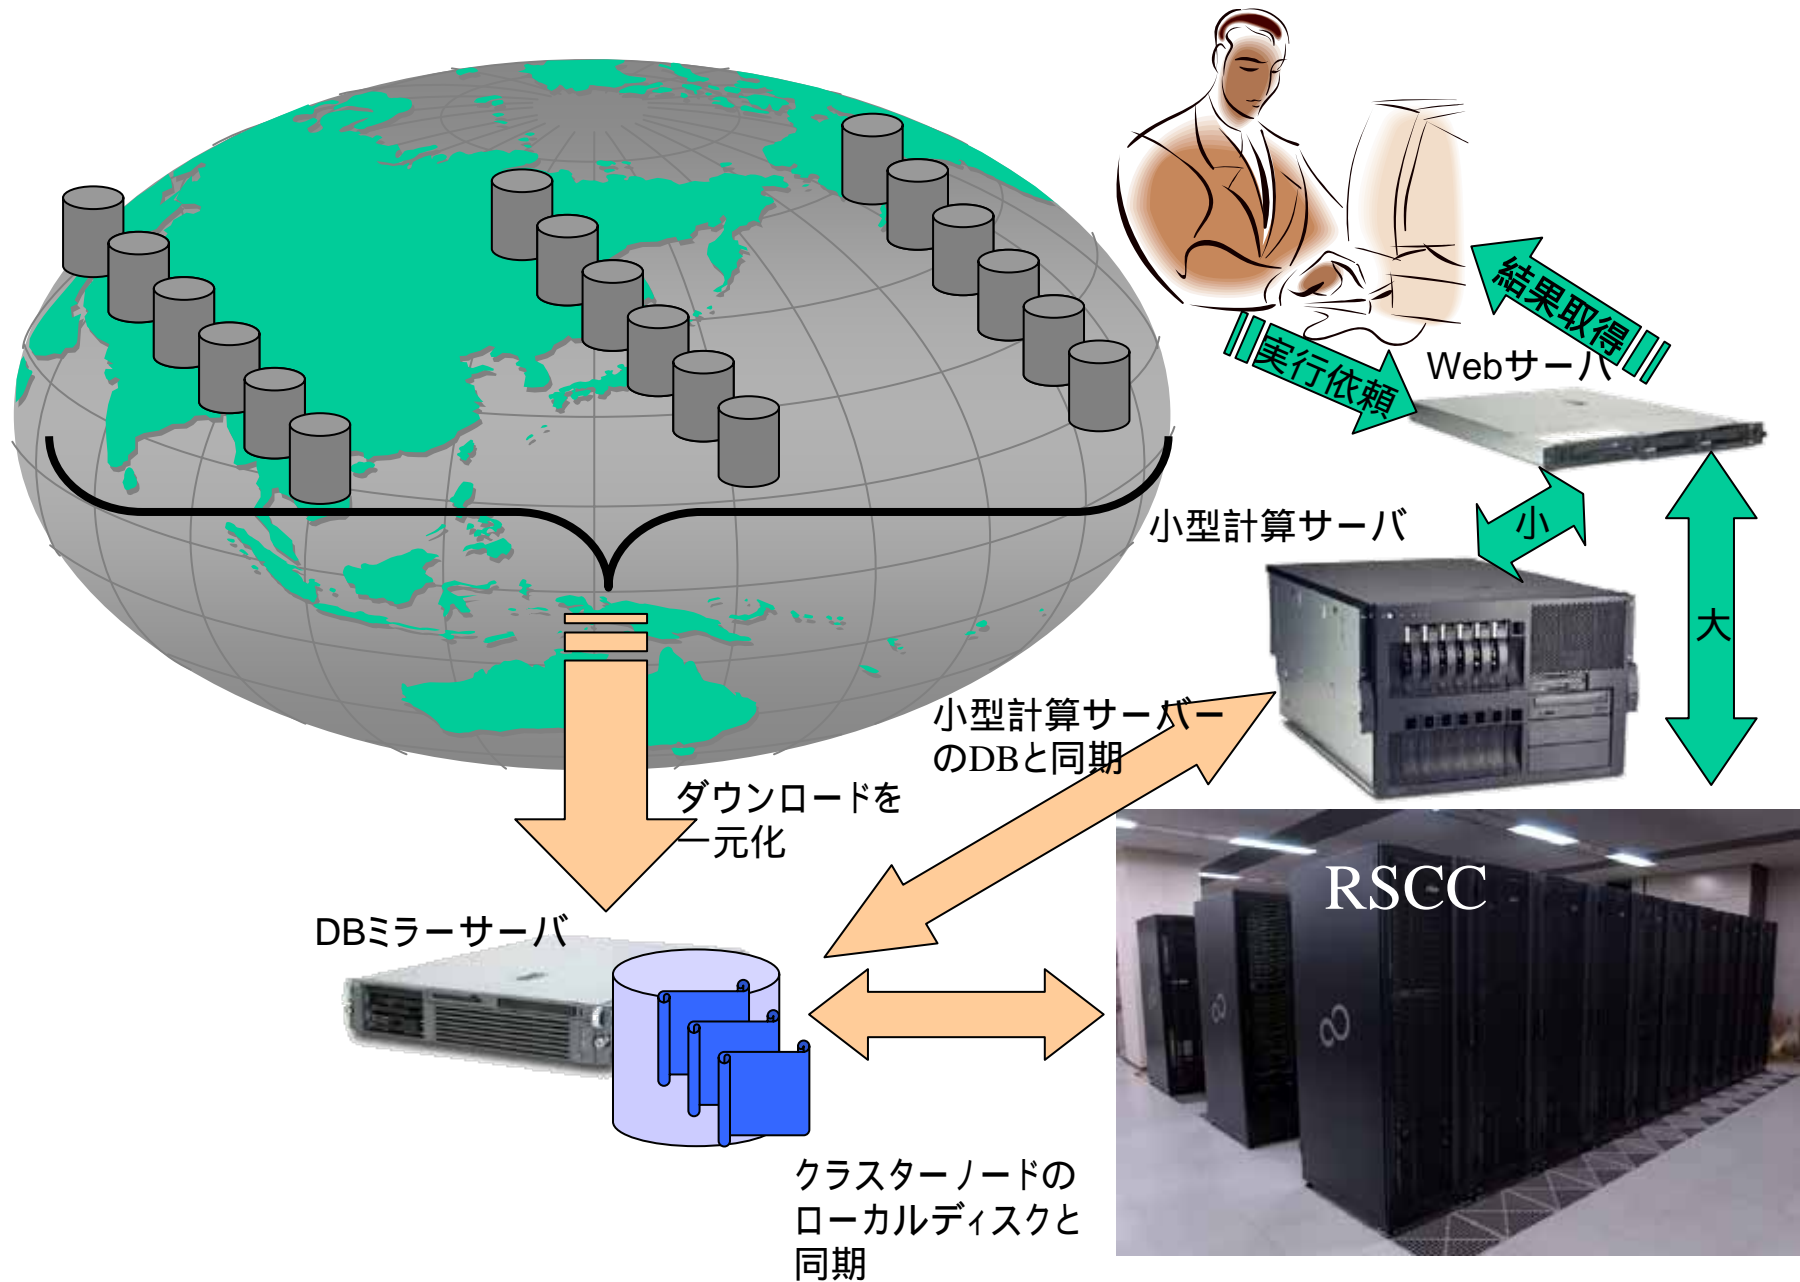 結果取得
実行依頼
Webサーバ
小型計算サーバ
小
大
小型計算サーバー
のDBと同期
ダウンロードを
一元化
RSCC
DBミラーサーバ
クラスターノードの
ローカルディスクと
同期